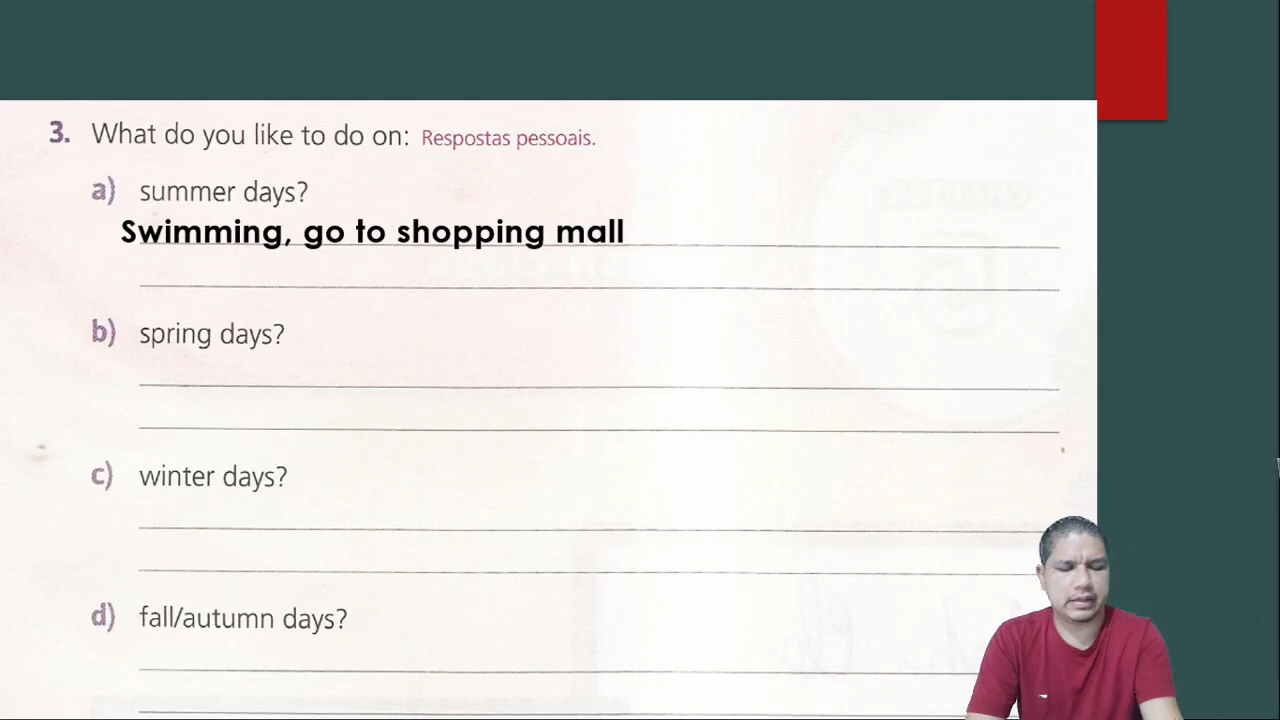 3. What do you like to do on: Respostas pessoais.
a) summer days?
Swimming, go to shopping mall
b) spring days?
c) winter days?
d) fall/autumn days?